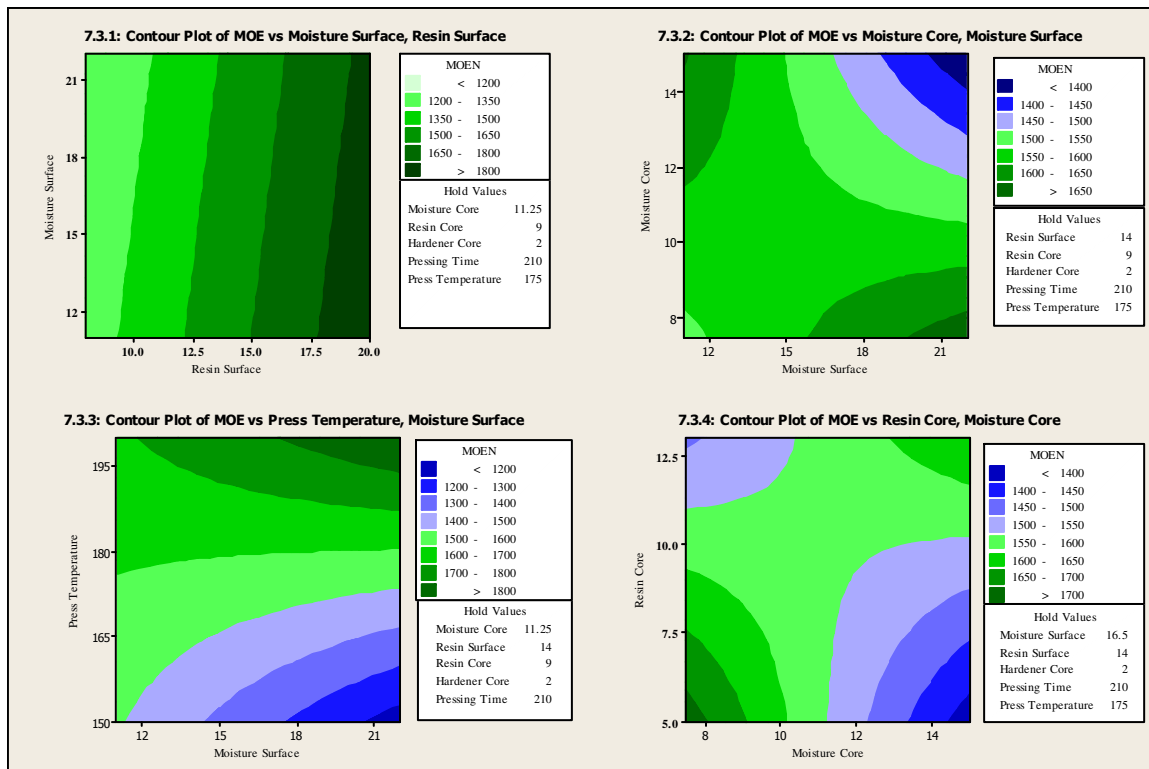 7.3.1: Contour Plot of MOE vs Moisture Surface, Resin Surface
Moisture Surface
21
18
15
12
10.0 12.5 15.0 17.5 20.0
Resin Surface
MOEN
< 1200
1200 - 1350
1350 - 1500
1500 - 1650
1650 - 1800
> 1800
Hold Values
Moisture Core 11.25
Resin Core 9
Hardener Core 2
Pressing Time 210
Press Temperature 175
7.3.2: Contour Plot of MOE vs Moisture Core, Moisture Surface
Moisture Core
14
12
10
8
12 15 18 21
Moisture Surface
MOEN
< 1400
1400 - 1450
1450 - 1500
1500 - 1550
1550 - 1600
1600 - 1650
> 1650
Hold Values
Resin Surface 14
Resin Core 9
Hardener Core 2
Pressing Time 210
Press Temperature 175
7.3.3: Contour Plot of MOE vs Press Temperature, Moisture Surface
Press Temperature
195
180
165
150
12 15 18 21
Moisture Surface
MOEN
< 1200
1200 - 1300
1300 - 1400
1400 - 1500
1500 - 1600
1600 - 1700
1700 - 1800
> 1800
Hold Values
Moisture Core 11.25
Resin Surface 14
Resin Core 9
Hardener Core 2
Pressing Time 210
7.3.4: Contour Plot of MOE vs Resin Core, Moisture Core
Resin Core
12.5
10.0
7.5
5.0
8 10 12 14
Moisture Core
MOEN
< 1400
1400 - 1450
1450 - 1500
1500 - 1550
1550 - 1600
1600 - 1650
1650 - 1700
> 1700
Hold Values
Moisture Surface 16.5
Resin Surface 14
Hardener Core 2
Pressing Time 210
Press Temperature 175